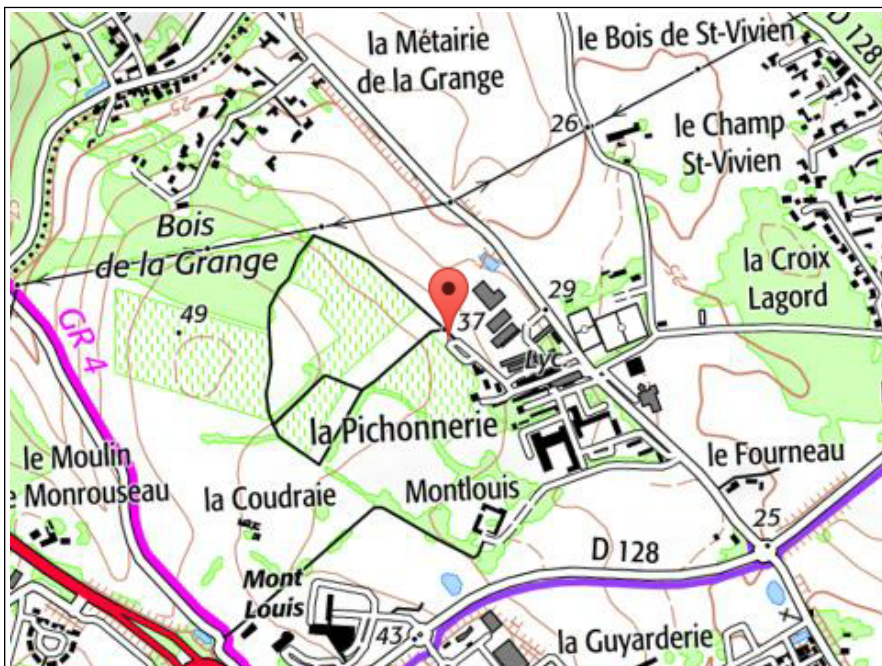 la Métairie
de la Grange
le Bois de St-Vivien
D 128
25
26
le Champ
St-Vivien
Bois
de la Grange
la Croix
Lagord
25
29
37
49
GR 4
Lyc
la Pichonnerie
le Moulin
e Monrouseau
la Coudraie
Montlouis
le Fourneau
25
D 128
Mont
Louis
43
la Guyarderie